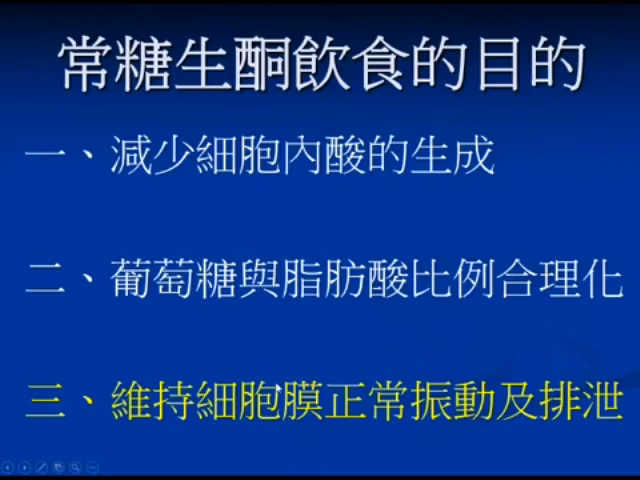 常糖生酮飲食的目的
一、減少細胞內酸的生成
二、葡萄糖與脂肪酸比例合理化
三、維持細胞膜正常振動及排泄